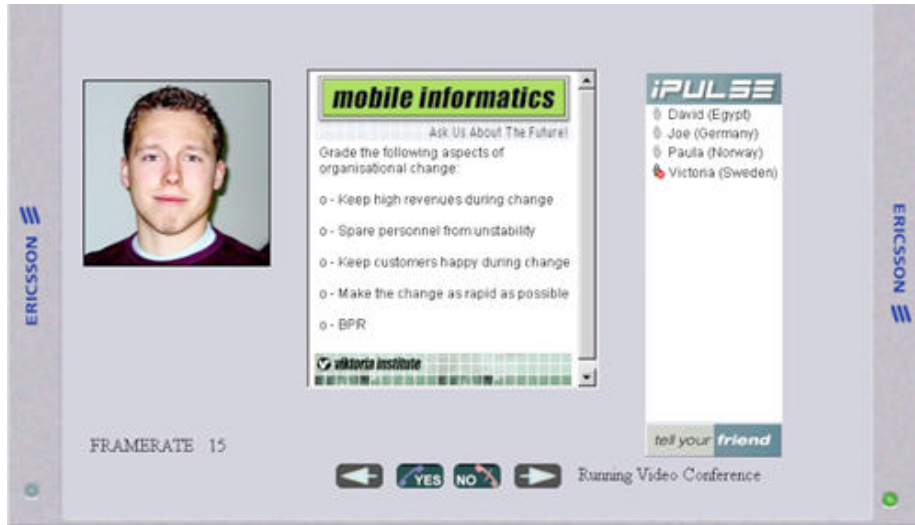 ERICSSON
mobile informatics
Ask Us About The Future!
Grade the following aspects of
organisational change:
o - Keep high revenues during change
o - Spare personnel from unstability
o - Keep customers happy during change
o - Make the change as rapid as possible
o - BPR
viktoria institute
iPULSE
David (Egypt)
Joe (Germany)
Paula (Norway)
Victoria (Sweden)
tell your friend
ERICSSON
FRAMERATE 15
YES
NO
Running Video Conference